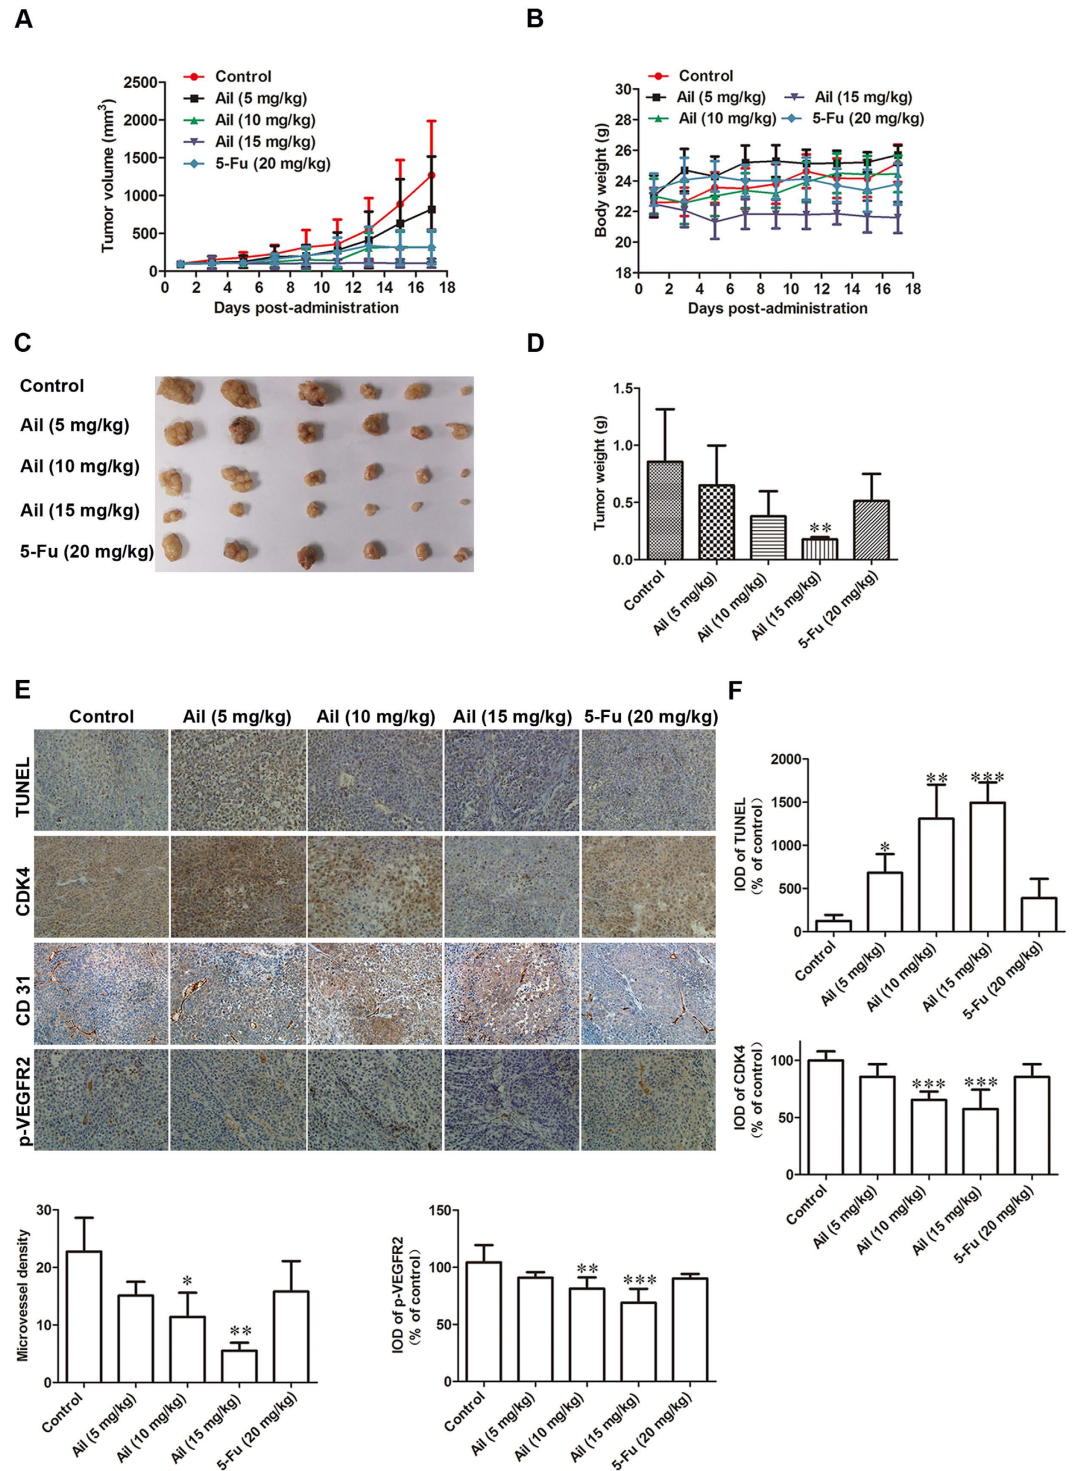 A
Tumor volume (mm³)
2500
2000
1500
1000
500
0
Control
Ail (5 mg/kg)
Ail (10 mg/kg)
Ail (15 mg/kg)
5-Fu (20 mg/kg)
0 2 4 6 8 10 12 14 16 18
Days post-administration
B
Body weight (g)
30
28
26
24
22
20
18
Control
Ail (5 mg/kg) Ail (15 mg/kg)
Ail (10 mg/kg) 5-Fu (20 mg/kg)
0 2 4 6 8 10 12 14 16 18
Days post-administration
C
Control
Ail (5 mg/kg)
Ail (10 mg/kg)
Ail (15 mg/kg)
5-Fu (20 mg/kg)
D
Tumor weight (g)
1.5
1.0
0.5
0.0
**
Control
Ail (5 mg/kg)
Ail (10 mg/kg)
Ail (15 mg/kg)
5-Fu (20 mg/kg)
E
Control Ail (5 mg/kg) Ail (10 mg/kg) Ail (15 mg/kg) 5-Fu (20 mg/kg)
TUNEL
CDK4
CD 31
p-VEGFR2
F
IOD of TUNEL
(% of control)
2000
1500
1000
500
0
* ** ***
Control
Ail (5 mg/kg)
Ail (10 mg/kg)
Ail (15 mg/kg)
5-Fu (20 mg/kg)
IOD of CDK4
(% of control)
100
50
0
*** ***
Control
Ail (5 mg/kg)
Ail (10 mg/kg)
Ail (15 mg/kg)
5-Fu (20 mg/kg)
Microvessel density
30
20
10
0
* **
Control
Ail (5 mg/kg)
Ail (10 mg/kg)
Ail (15 mg/kg)
5-Fu (20 mg/kg)
IOD of p-VEGFR2
(% of control)
150
100
50
0
** ***
Control
Ail (5 mg/kg)
Ail (10 mg/kg)
Ail (15 mg/kg)
5-Fu (20 mg/kg)